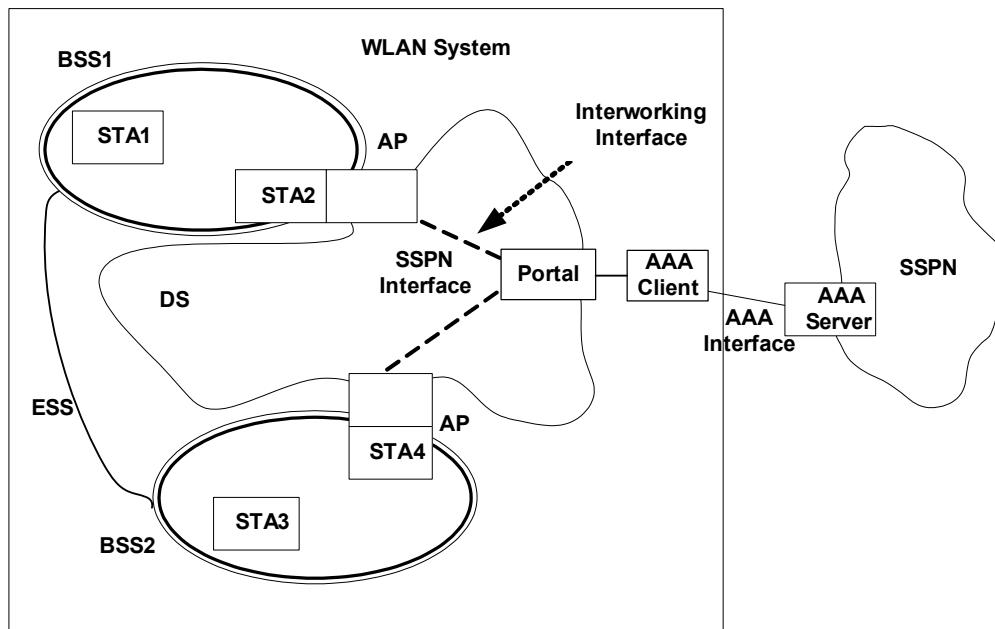 WLAN System
BSS1
Interworking
Interface
STA1
AP
STA2
SSPN
Interface
Portal
AAA
Client
SSPN
DS
AAA
Server
AAA
Interface
ESS
AP
STA4
STA3
BSS2